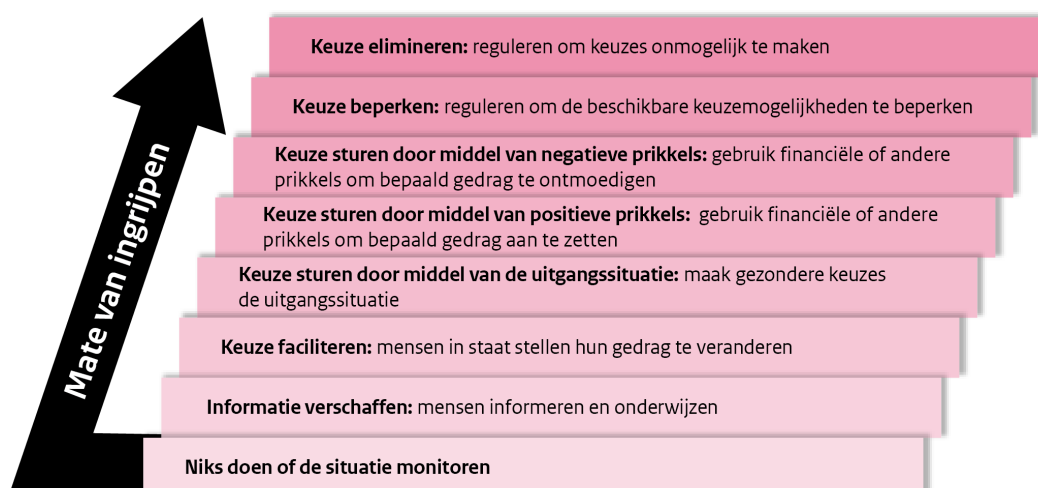 Keuze elimineren: reguleren om keuzes onmogelijk te maken
Keuze beperken: reguleren om de beschikbare keuzemogelijkheden te beperken
Keuze sturen door middel van negatieve prikkels: gebruik financiële of andere
prikkels om bepaald gedrag te ontmoedigen
Keuze sturen door middel van positieve prikkels: gebruik financiële of andere
prikkels om bepaald gedrag aan te zetten
Keuze sturen door middel van de uitgangssituatie: maak gezondere keuzes
de uitgangssituatie
Keuze faciliteren: mensen in staat stellen hun gedrag te veranderen
Informatie verschaffen: mensen informeren en onderwijzen
Niks doen of de situatie monitoren
Mate van ingrijpen